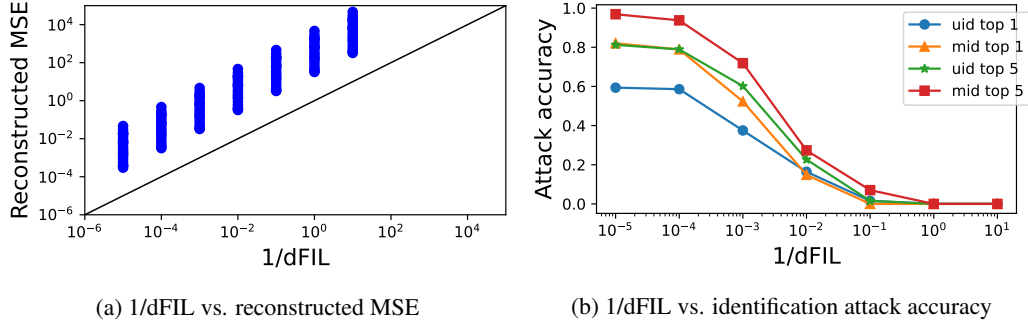 Reconstructed MSE
10^4
10^2
10^0
10^-2
10^-4
10^-6
10^-6 10^-4 10^-2 10^0 10^2 10^4
1/dFIL
(a) 1/dFIL vs. reconstructed MSE
Attack accuracy
1.0
0.8
0.6
0.4
0.2
0.0
uid top 1
mid top 1
uid top 5
mid top 5
10^-5 10^-4 10^-3 10^-2 10^-1 10^0 10^1
1/dFIL
(b) 1/dFIL vs. identification attack accuracy